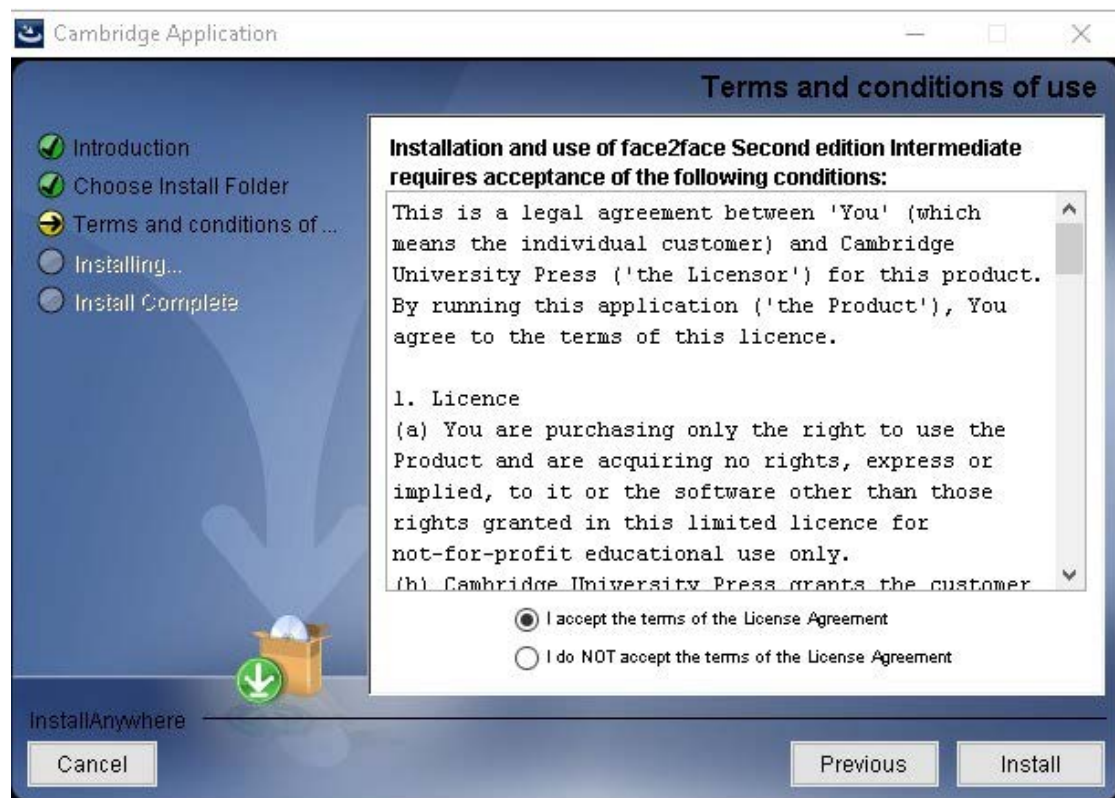 Cambridge Application
Terms and conditions of use
Introduction
Choose Install Folder
Terms and conditions of ...
Installing...
Install Complete
Installation and use of face2face Second edition Intermediate
requires acceptance of the following conditions:
This is a legal agreement between 'You' (which
means the individual customer) and Cambridge
University Press ('the Licensor') for this product.
By running this application ('the Product'), You
agree to the terms of this licence.
1. Licence
(a) You are purchasing only the right to use the
Product and are acquiring no rights, express or
implied, to it or the software other than those
rights granted in this limited licence for
not-for-profit educational use only.
(b) Cambridge University Press grants the customer
I accept the terms of the License Agreement
I do NOT accept the terms of the License Agreement
InstallAnywhere
Cancel
Previous
Install